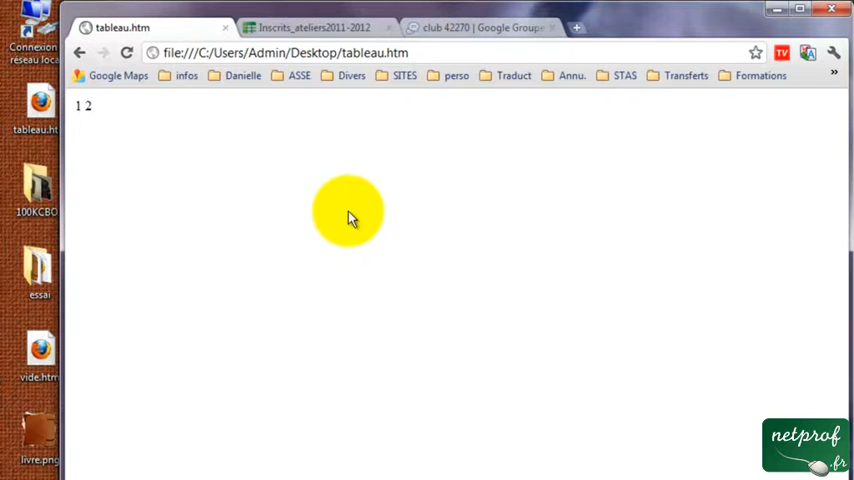 Connexion
réseau loca
tableau.ht
100KCBO
essai
vide.htm
livre.png
tableau.htm
Inscrits_ateliers2011-2012
club 42270 | Google Groupe
file:///C:/Users/Admin/Desktop/tableau.htm
TV
Google Maps
infos
Danielle
ASSE
Divers
SITES
perso
Traduct
Annu.
STAS
Transferts
Formations
»
1 2
netprof
.fr